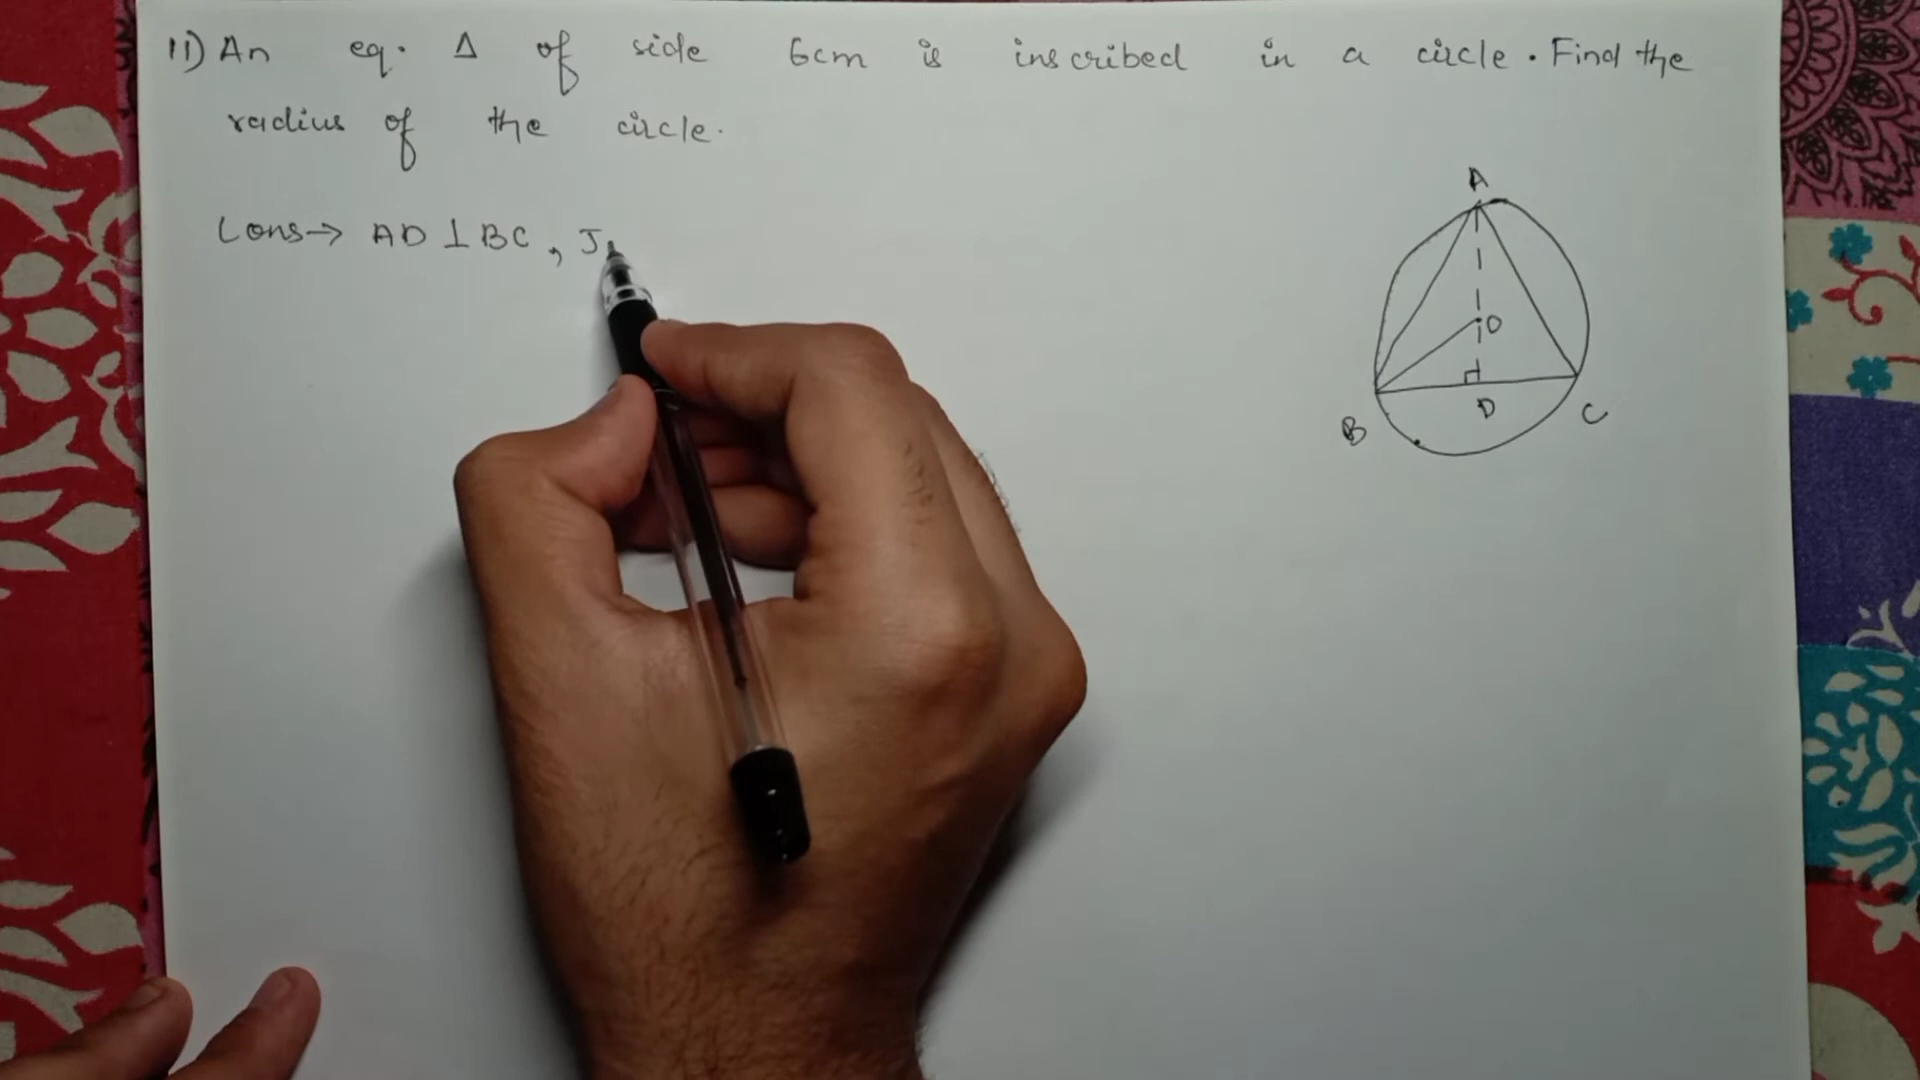 11) An eq. Δ of side 6cm is inscribed in a circle. Find the
radius of the circle.
Cons→ AD ⊥ BC, J
A
O
D
B
C